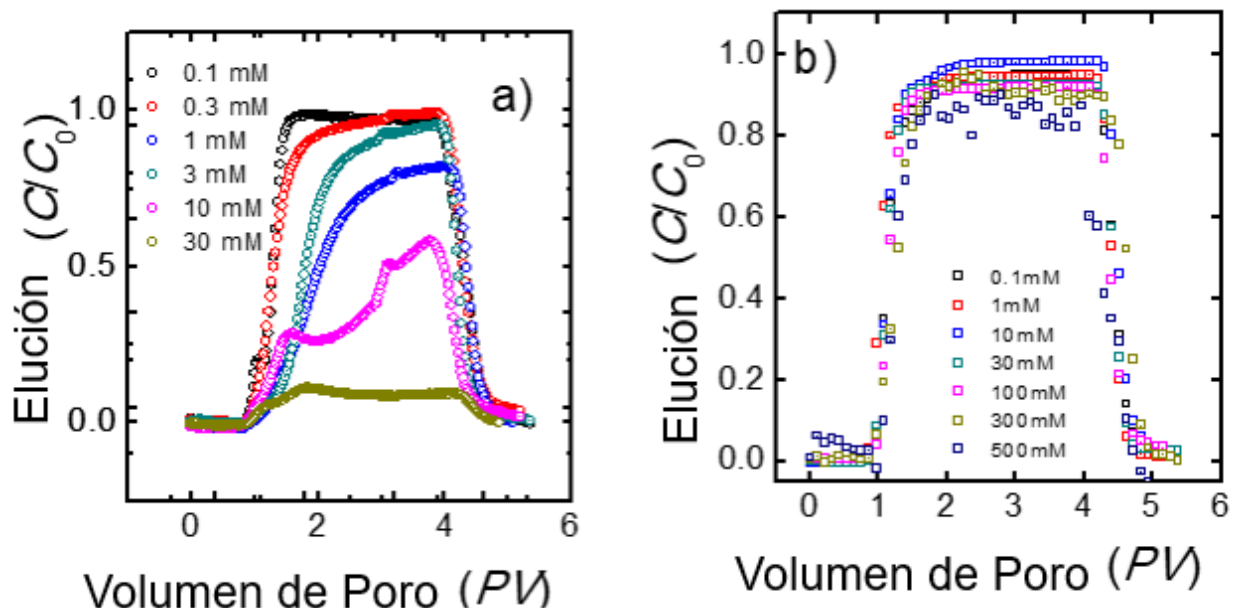 a)
0.1 mM
0.3 mM
1 mM
3 mM
10 mM
30 mM
Elución (C/C₀)
1.0
0.5
0.0
0 2 4 6
Volumen de Poro (PV)
b)
0.1mM
1mM
10mM
30mM
100mM
300mM
500mM
Elución (C/C₀)
1.0
0.8
0.6
0.4
0.2
0.0
0 1 2 3 4 5 6
Volumen de Poro (PV)